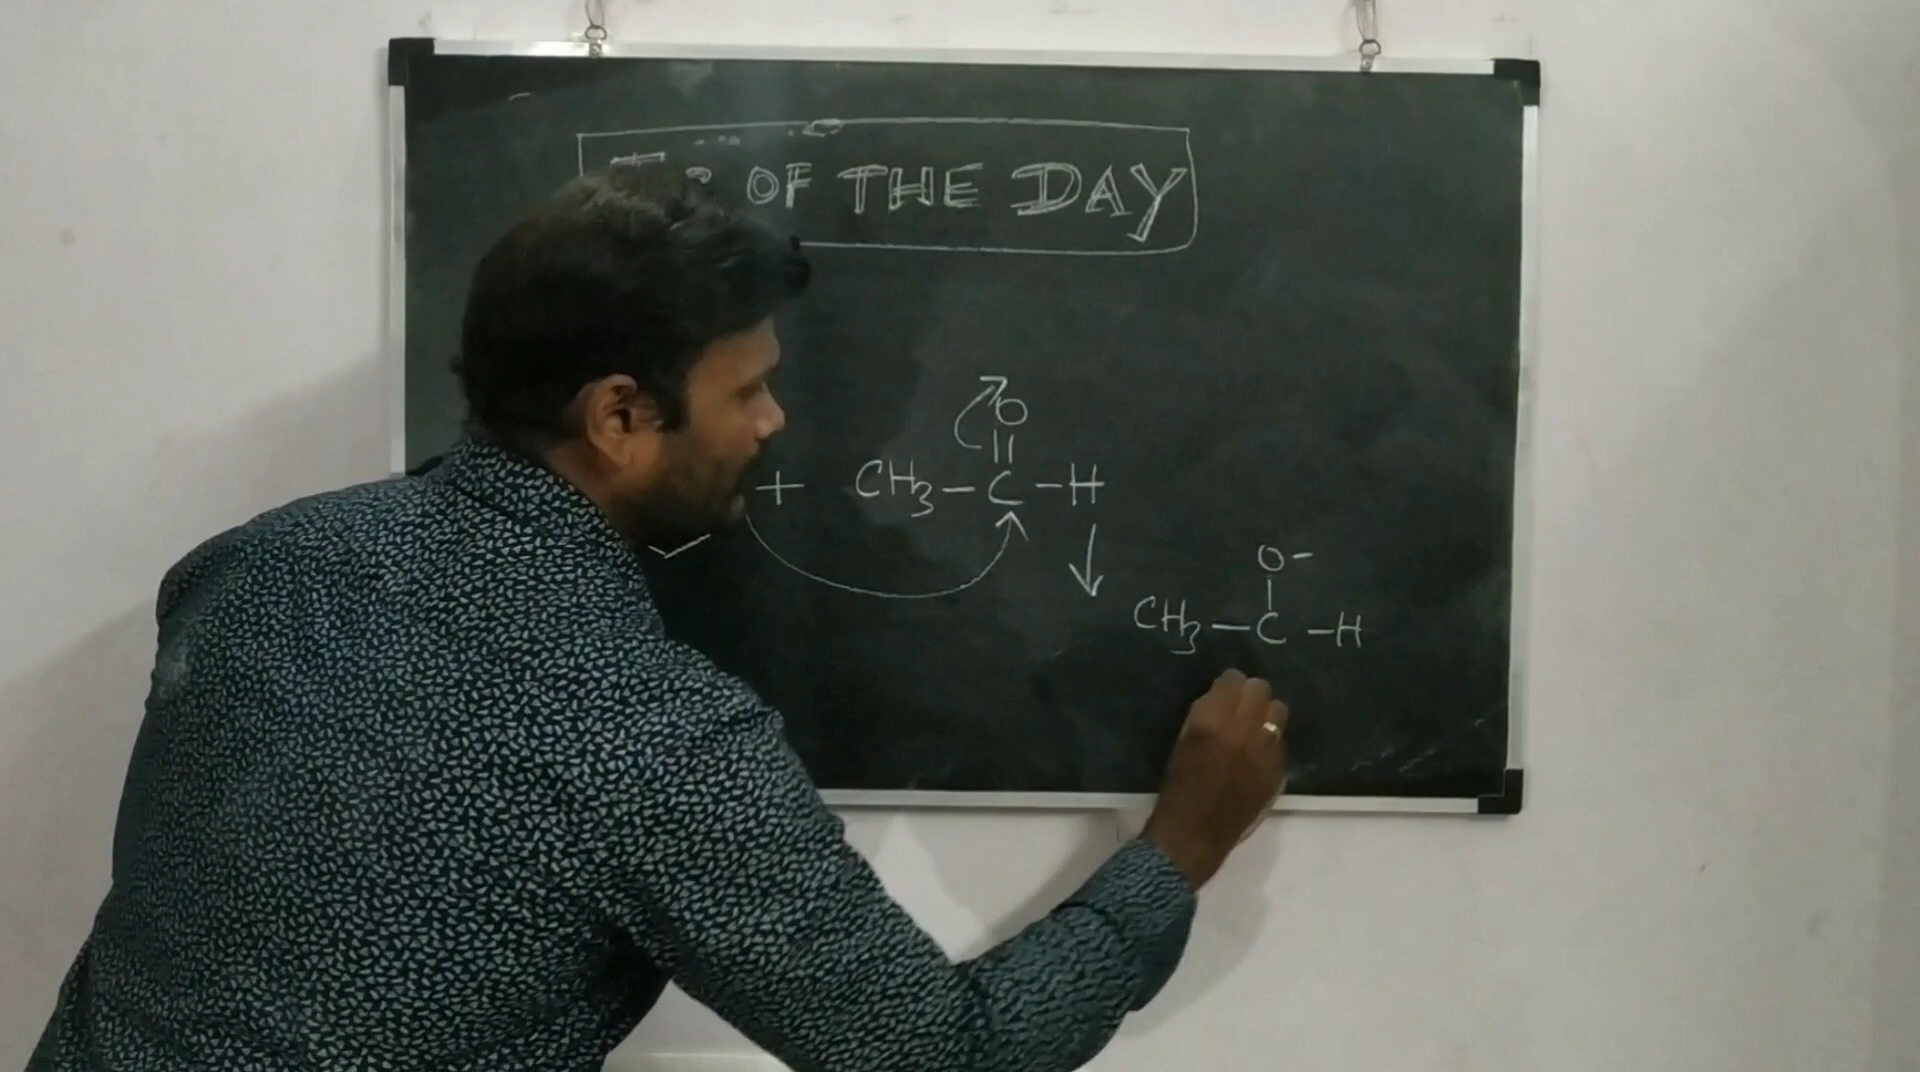 OF THE DAY
O
||
+ CH3 – C – H
O –
|
CH3 – C – H